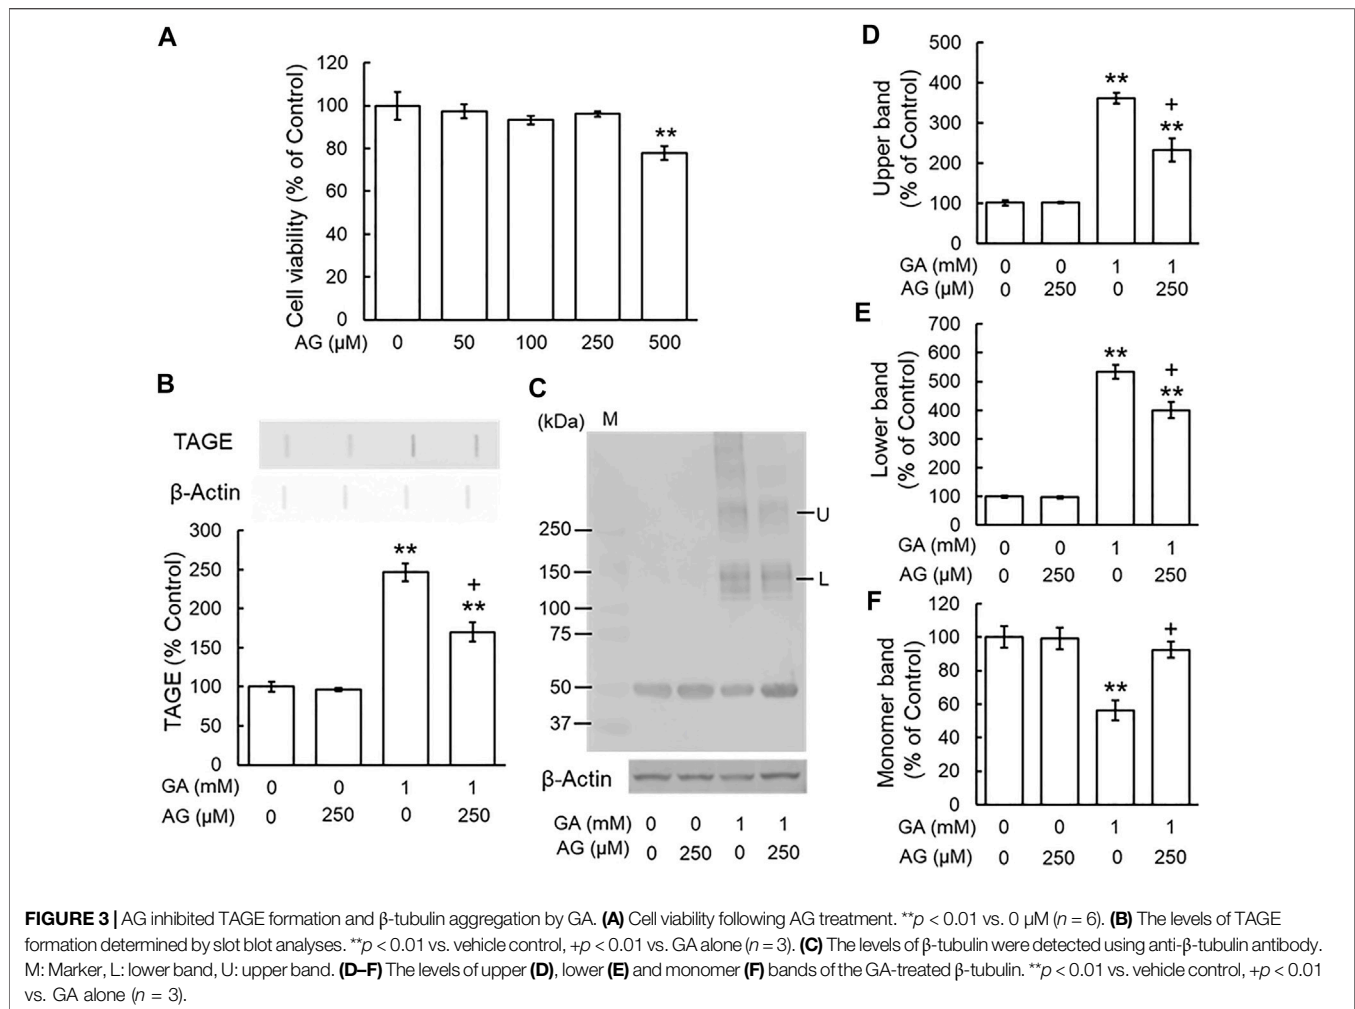 A
Cell viability (% of Control)
120
100
80
60
40
20
0
**
AG (μM) 0 50 100 250 500
B
TAGE
β-Actin
TAGE (% Control)
300
250
200
150
100
50
0
**
+
**
GA (mM) 0 0 1 1
AG (μM) 0 250 0 250
C
(kDa) M
U
250
150
L
100
75
50
37
β-Actin
GA (mM) 0 0 1 1
AG (μM) 0 250 0 250
D
Upper band
(% of Control)
500
400
300
200
100
0
**
+
**
GA (mM) 0 0 1 1
AG (μM) 0 250 0 250
E
Lower band
(% of Control)
700
600
500
400
300
200
100
0
**
+
**
GA (mM) 0 0 1 1
AG (μM) 0 250 0 250
F
Monomer band
(% of Control)
120
100
80
60
40
20
0
**
+
GA (mM) 0 0 1 1
AG (μM) 0 250 0 250
FIGURE 3 | AG inhibited TAGE formation and β-tubulin aggregation by GA. (A) Cell viability following AG treatment. **p < 0.01 vs. 0 μM (n = 6). (B) The levels of TAGE
formation determined by slot blot analyses. **p < 0.01 vs. vehicle control, +p < 0.01 vs. GA alone (n = 3). (C) The levels of β-tubulin were detected using anti-β-tubulin antibody.
M: Marker, L: lower band, U: upper band. (D–F) The levels of upper (D), lower (E) and monomer (F) bands of the GA-treated β-tubulin. **p < 0.01 vs. vehicle control, +p < 0.01
vs. GA alone (n = 3).